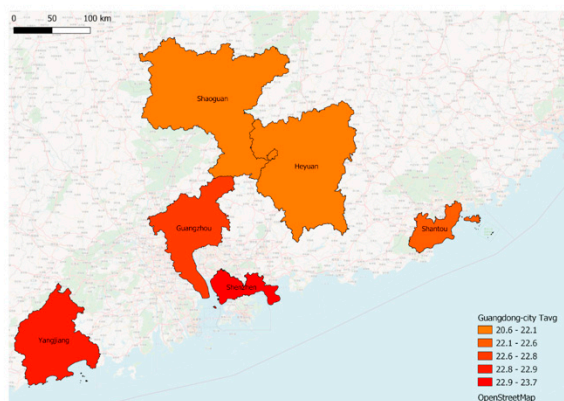 0 50 100 km
Shaoguan
Heyuan
Guangzhou
Shantou
Shenzhen
Yangjiang
Guangdong-city Tavg
20.6 - 22.1
22.1 - 22.6
22.6 - 22.8
22.8 - 22.9
22.9 - 23.7
OpenStreetMap